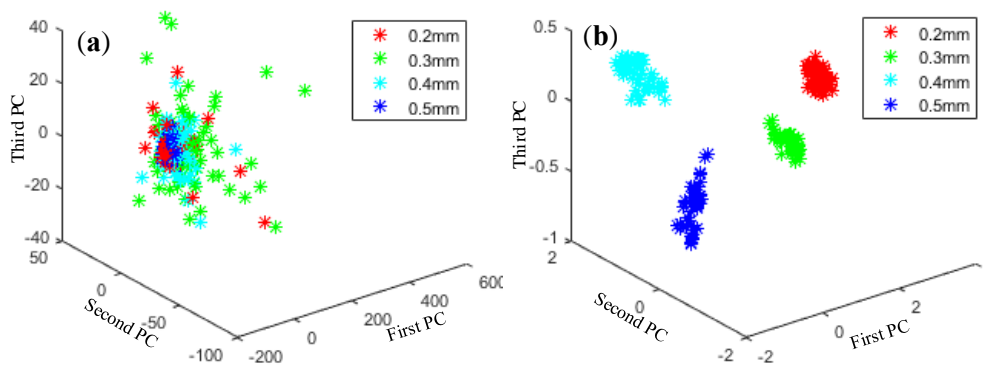 (a)
0.2mm
0.3mm
0.4mm
0.5mm
40
20
0
-20
-40
Third PC
50
0
-50
-100
Second PC
-200
0
200
400
600
First PC
(b)
0.2mm
0.3mm
0.4mm
0.5mm
0.5
0
-0.5
-1
Third PC
2
0
-2
Second PC
-2
0
2
First PC